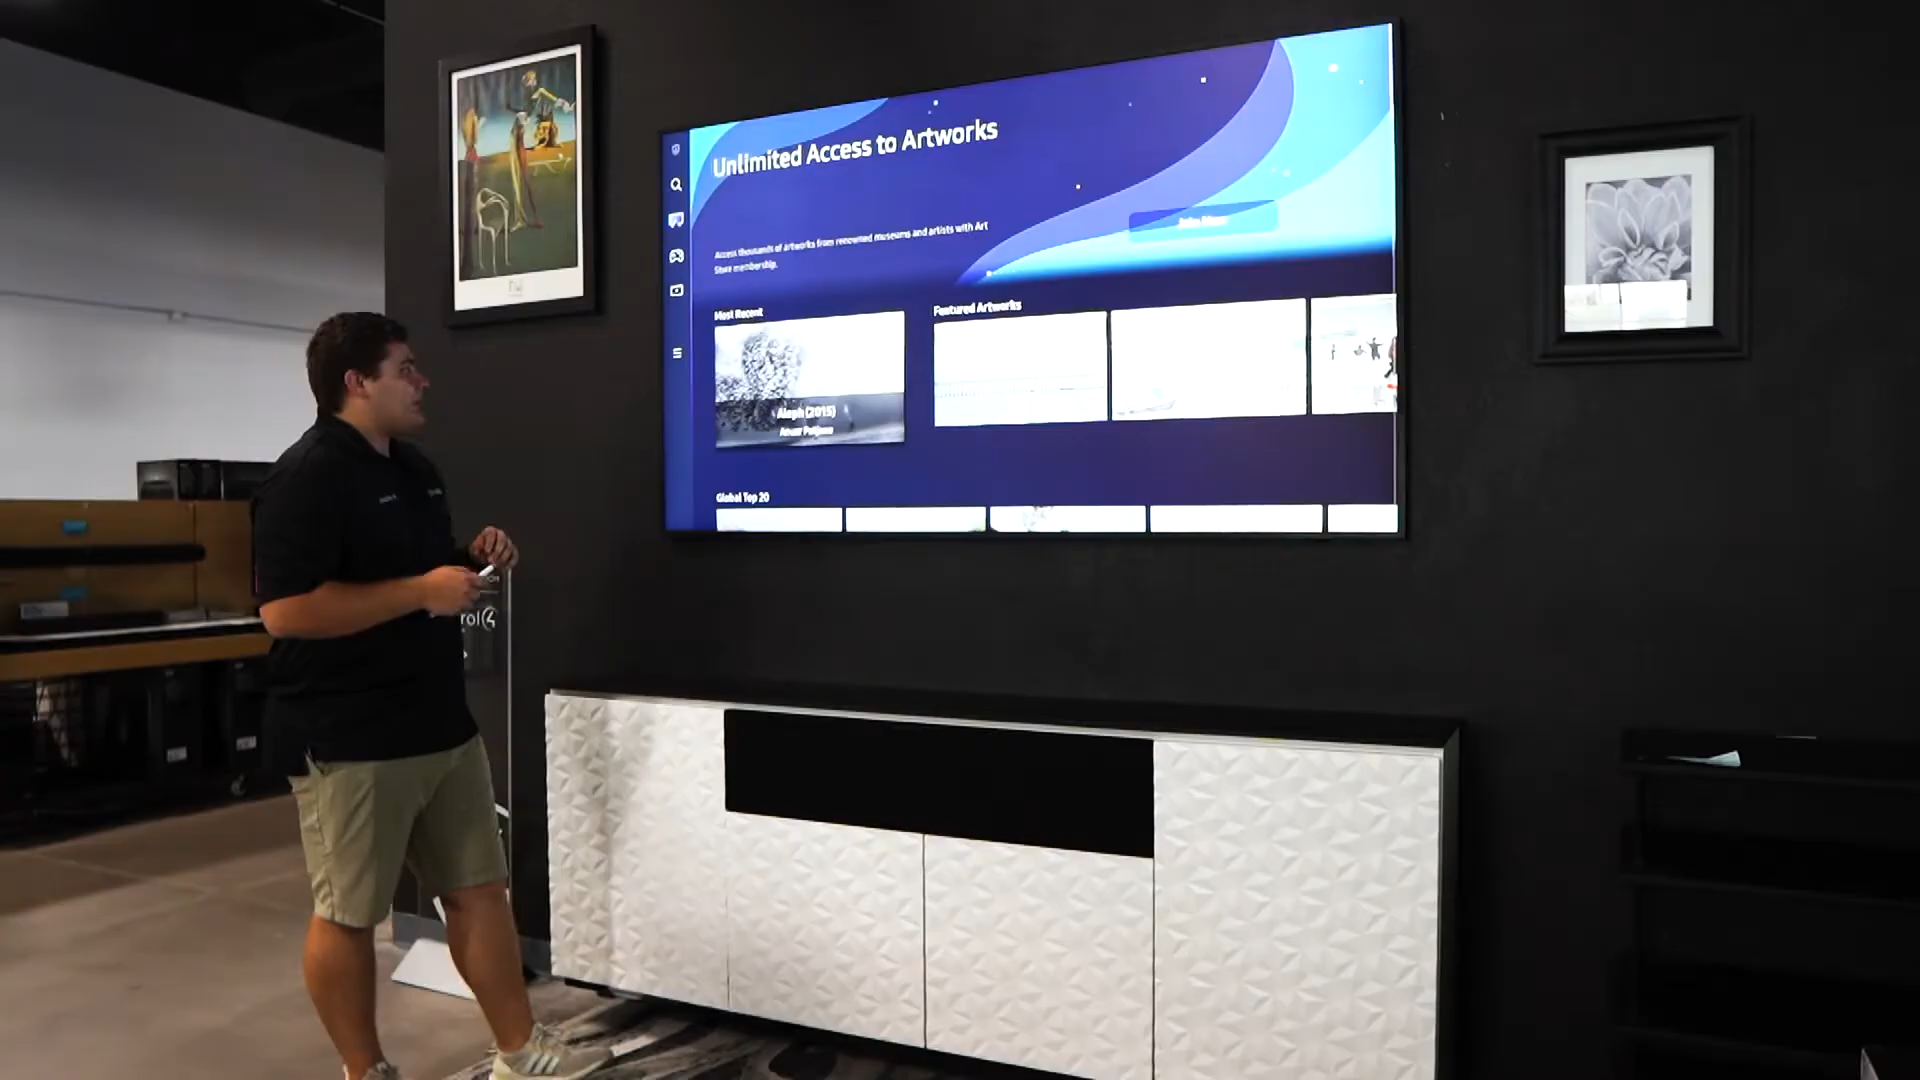 Unlimited Access to Artworks
Access thousands of artworks from renowned museums and artists with Art
Store membership.
Most Recent
Featured Artworks
Aleph (2015)
Global Top 20
rol4